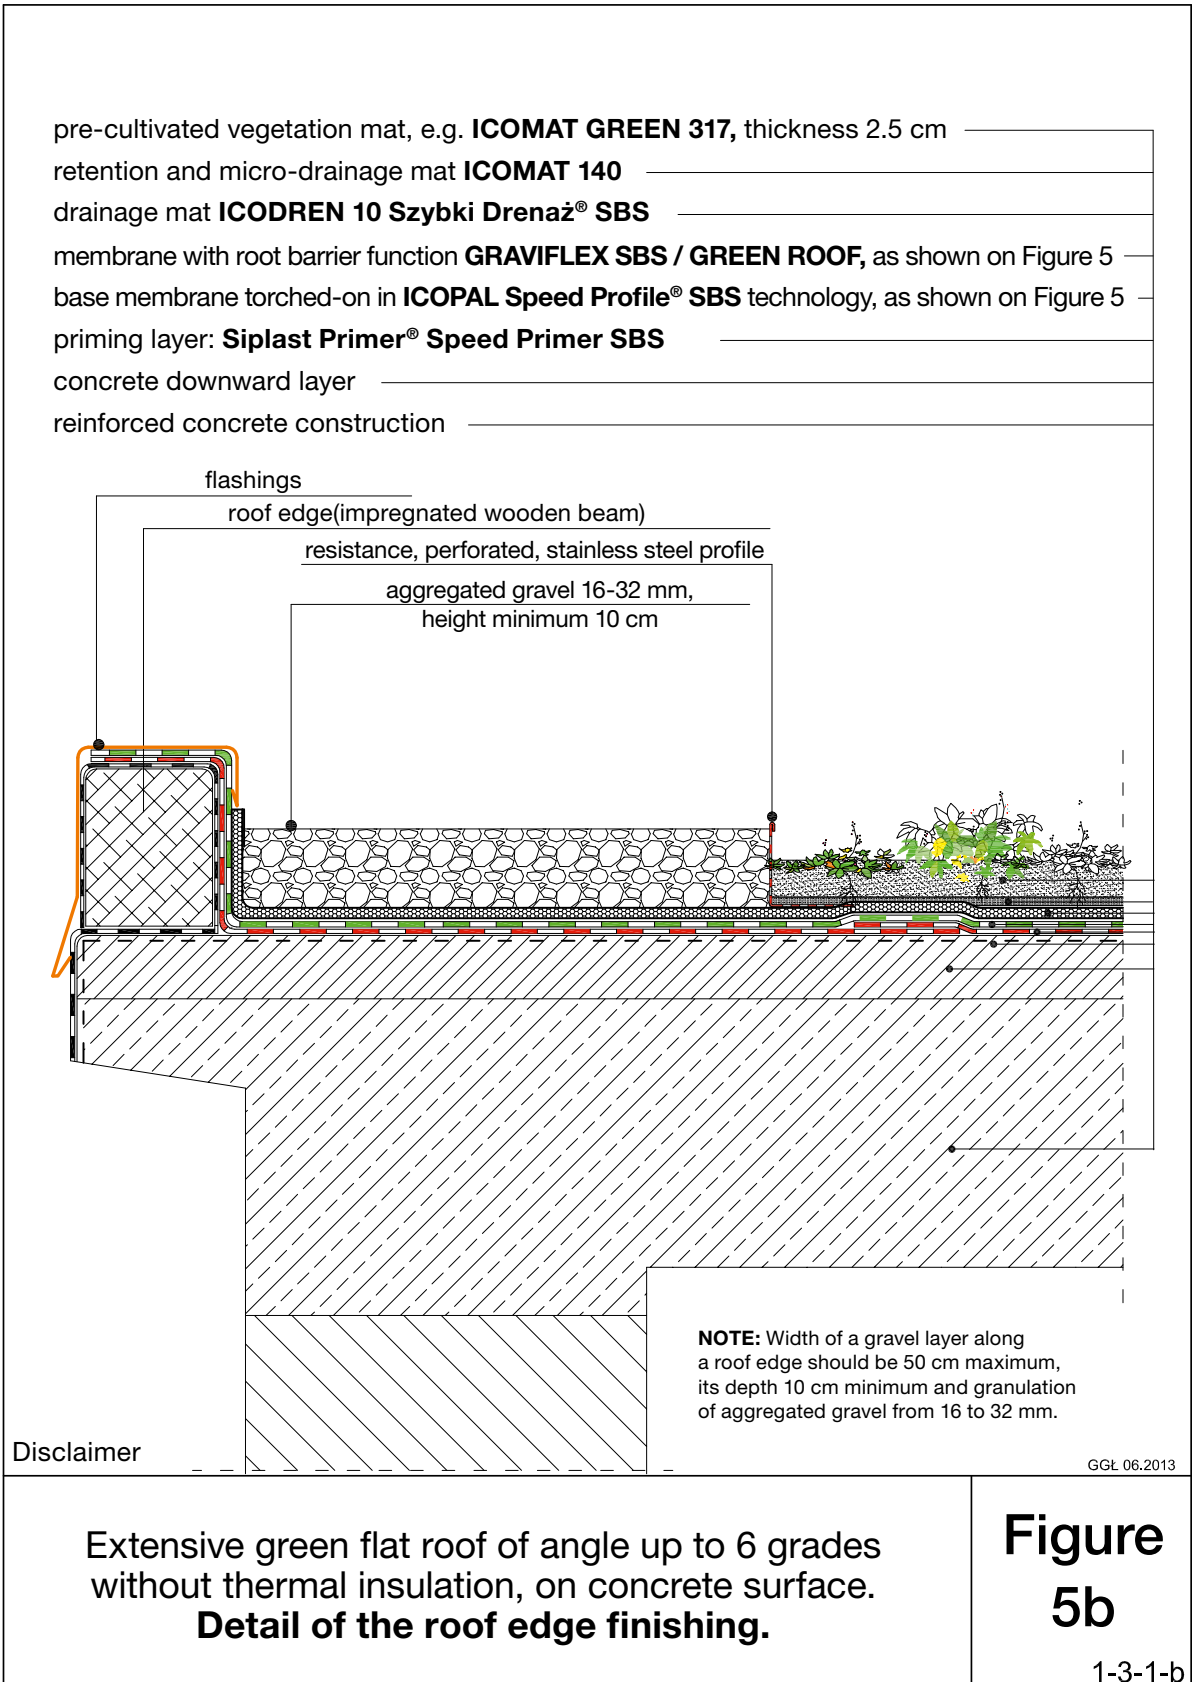 pre-cultivated vegetation mat, e.g. ICOMAT GREEN 317, thickness 2.5 cm
retention and micro-drainage mat ICOMAT 140
drainage mat ICODREN 10 Szybki Drenaż® SBS
membrane with root barrier function GRAVIFLEX SBS / GREEN ROOF, as shown on Figure 5
base membrane torched-on in ICOPAL Speed Profile® SBS technology, as shown on Figure 5
priming layer: Siplast Primer® Speed Primer SBS
concrete downward layer
reinforced concrete construction
flashings
roof edge(impregnated wooden beam)
resistance, perforated, stainless steel profile
aggregated gravel 16-32 mm,
height minimum 10 cm
NOTE: Width of a gravel layer along
a roof edge should be 50 cm maximum,
its depth 10 cm minimum and granulation
of aggregated gravel from 16 to 32 mm.
Disclaimer
GGŁ 06.2013
Extensive green flat roof of angle up to 6 grades
without thermal insulation, on concrete surface.
Detail of the roof edge finishing.
Figure
5b
1-3-1-b